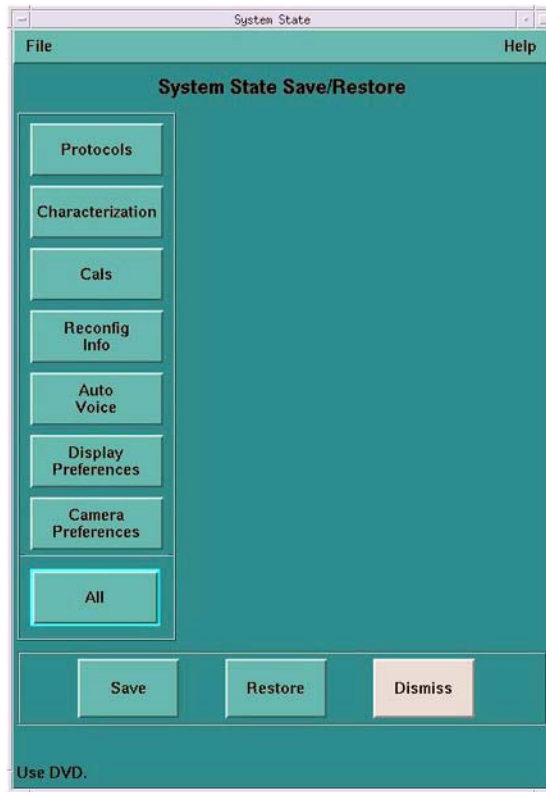 System State
File Help
System State Save/Restore
Protocols
Characterization
Cals
Reconfig
Info
Auto
Voice
Display
Preferences
Camera
Preferences
All
Save Restore Dismiss
Use DVD.